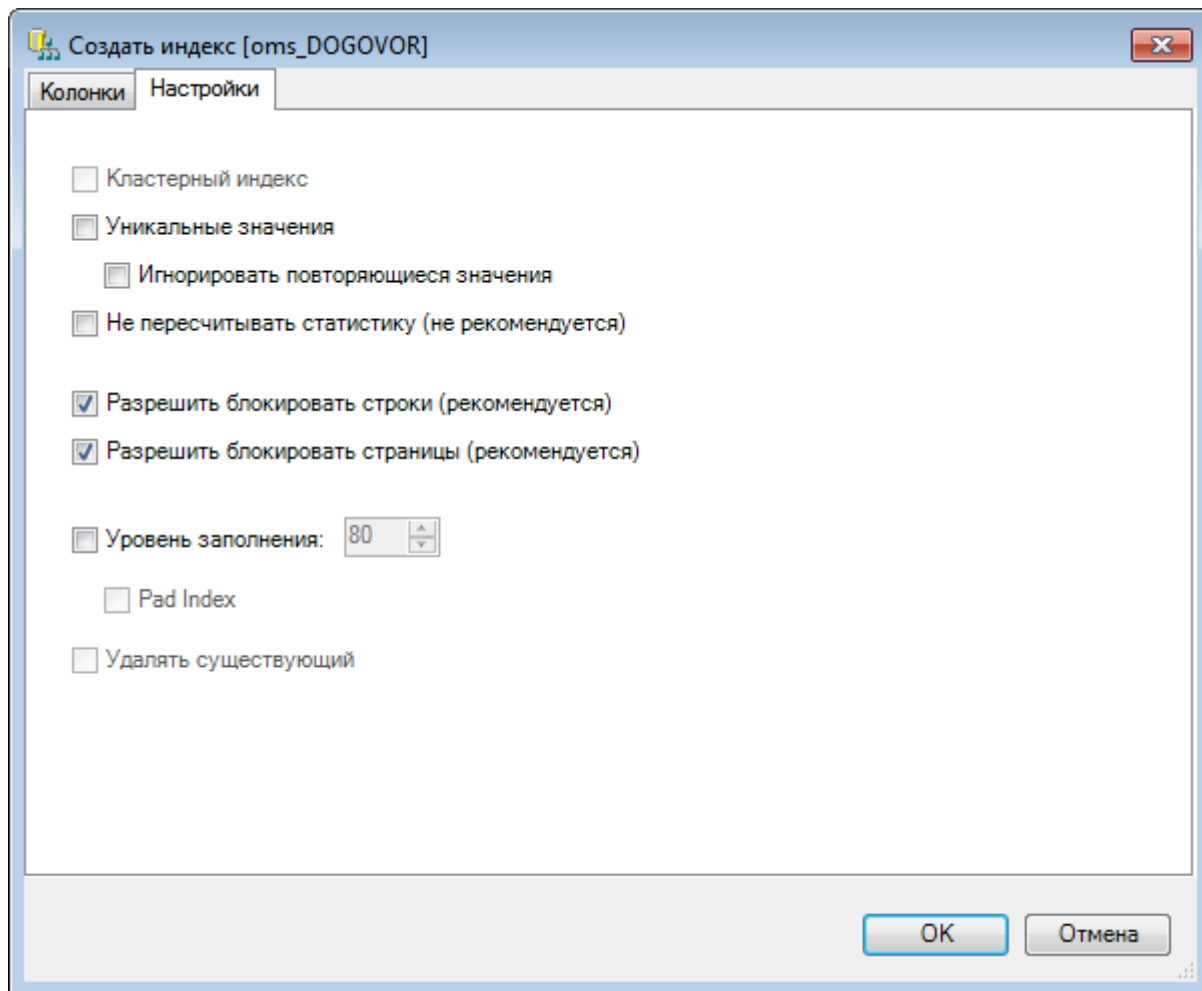 Создать индекс [oms_DOGOVOR]
Колонки Настройки
Кластерный индекс
Уникальные значения
Игнорировать повторяющиеся значения
Не пересчитывать статистику (не рекомендуется)
Разрешить блокировать строки (рекомендуется)
Разрешить блокировать страницы (рекомендуется)
Уровень заполнения: 80
Pad Index
Удалять существующий
OK Отмена